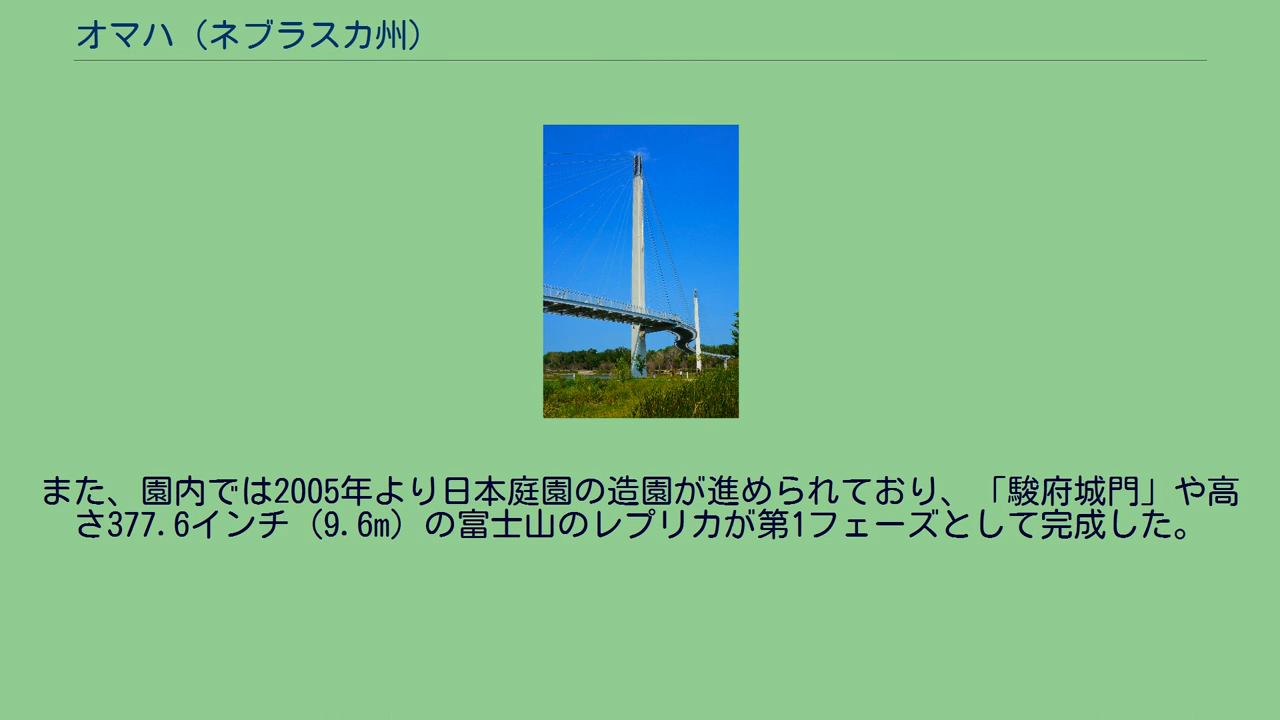 オマハ（ネブラスカ州）
また、園内では2005年より日本庭園の造園が進められており、「駿府城門」や高
さ377.6インチ（9.6m）の富士山のレプリカが第1フェーズとして完成した。